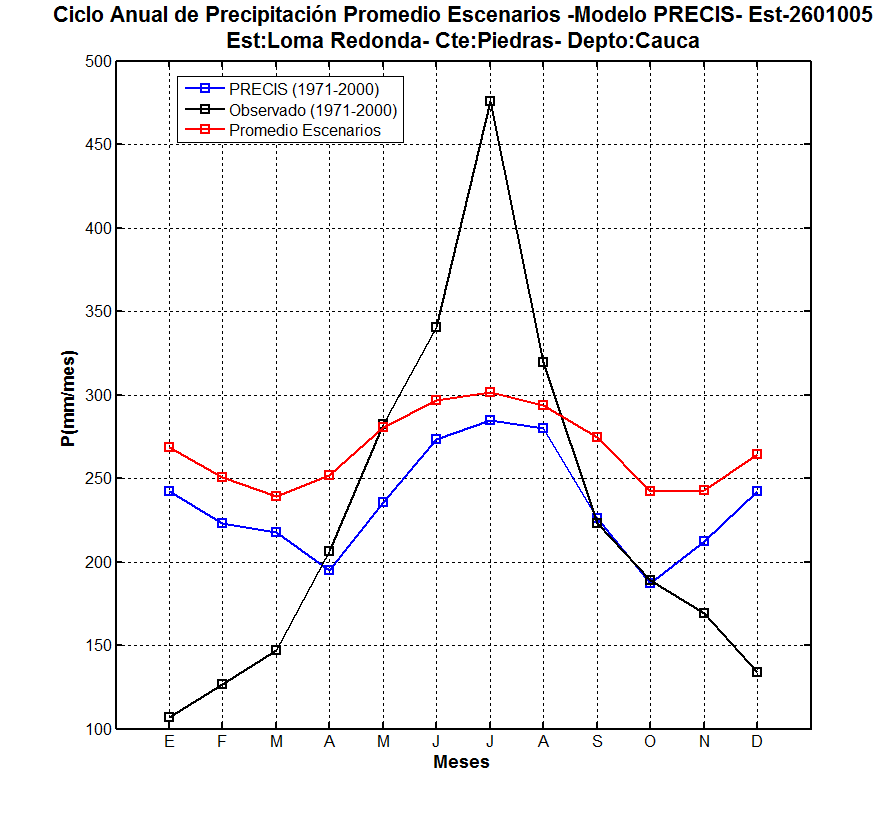 Ciclo Anual de Precipitación Promedio Escenarios -Modelo PRECIS- Est-2601005
Est:Loma Redonda- Cte:Piedras- Depto:Cauca
500
PRECIS (1971-2000)
Observado (1971-2000)
Promedio Escenarios
450
400
350
300
P(mm/mes)
250
200
150
100
E F M A M J J A S O N D
Meses